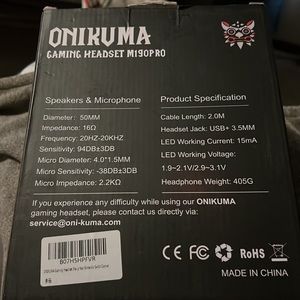 ONIKUMA
GAMING HEADSET M190PRO
Speakers & Microphone
Diameter: 50MM
Impedance: 16Ω
Frequency: 20HZ-20KHZ
Sensitivity: 94DB±3DB
Micro Diameter: 4.0*1.5MM
Micro Sensitivity: -38DB±3DB
Micro Impedance: 2.2KΩ
Product Specification
Cable Length: 2.0M
Headset Jack: USB+ 3.5MM
LED Working Current: 15mA
LED Working Voltage:
1.9~2.1V/2.9~3.1V
Headphone Weight: 405G
If you experience any difficulty while using our ONIKUMA
gaming headset, please contact us directly via:
service@oni-kuma.com
B07H5HPFVR
CE FC RoHS
MADE IN CHINA